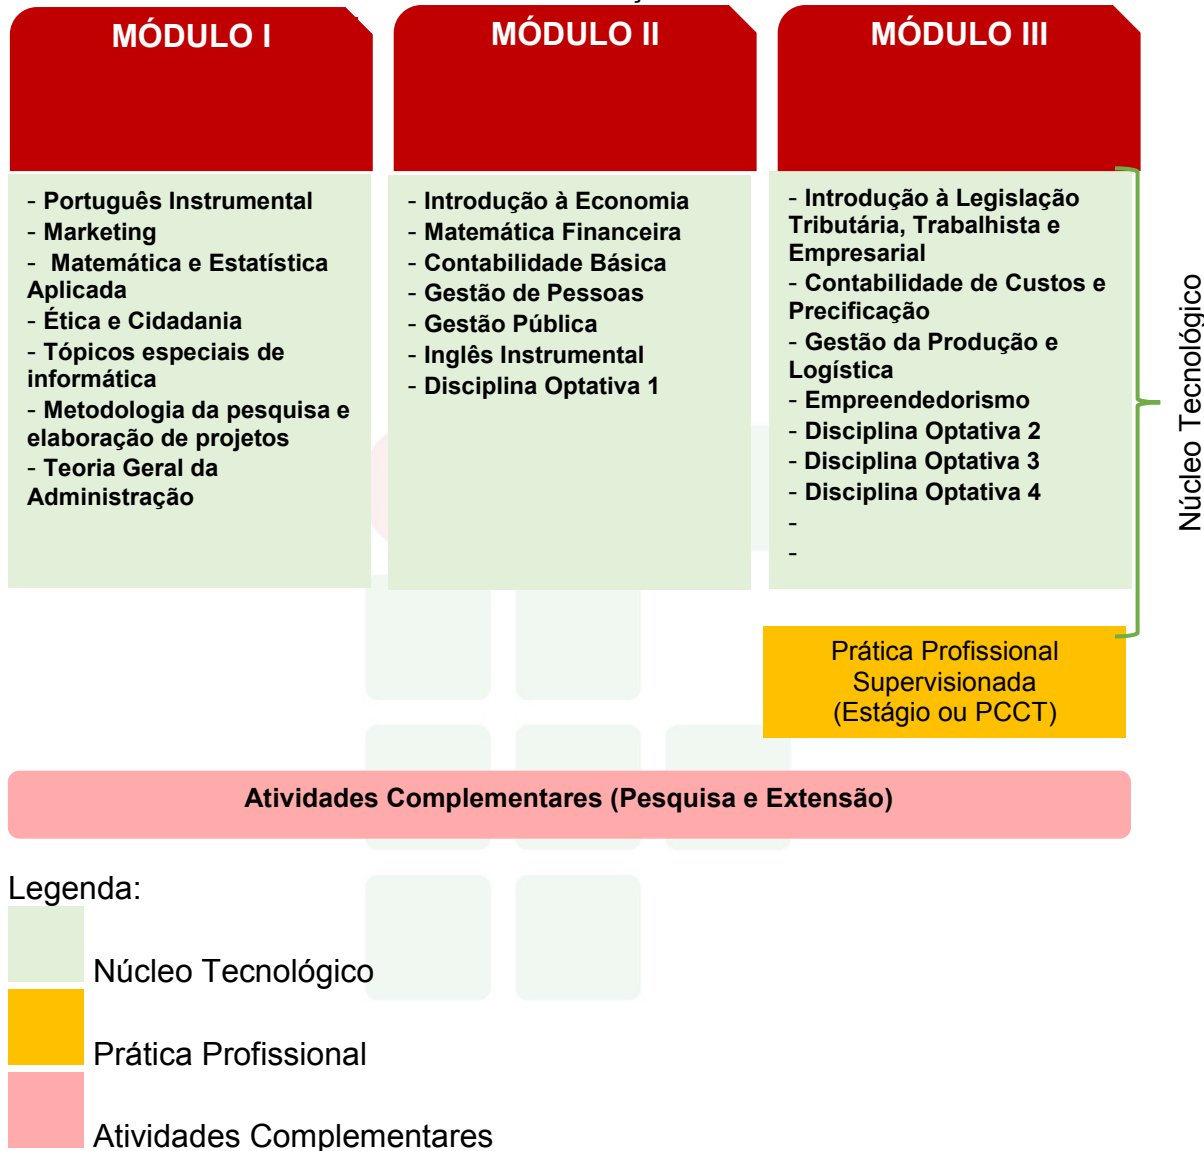 MÓDULO I
- Português Instrumental
- Marketing
- Matemática e Estatística
Aplicada
- Ética e Cidadania
- Tópicos especiais de
informática
- Metodologia da pesquisa e
elaboração de projetos
- Teoria Geral da
Administração
MÓDULO II
- Introdução à Economia
- Matemática Financeira
- Contabilidade Básica
- Gestão de Pessoas
- Gestão Pública
- Inglês Instrumental
- Disciplina Optativa 1
MÓDULO III
- Introdução à Legislação
Tributária, Trabalhista e
Empresarial
- Contabilidade de Custos e
Precificação
- Gestão da Produção e
Logística
- Empreendedorismo
- Disciplina Optativa 2
- Disciplina Optativa 3
- Disciplina Optativa 4
-
-
Núcleo Tecnológico
Prática Profissional
Supervisionada
(Estágio ou PCCT)
Atividades Complementares (Pesquisa e Extensão)
Legenda:
Núcleo Tecnológico
Prática Profissional
Atividades Complementares